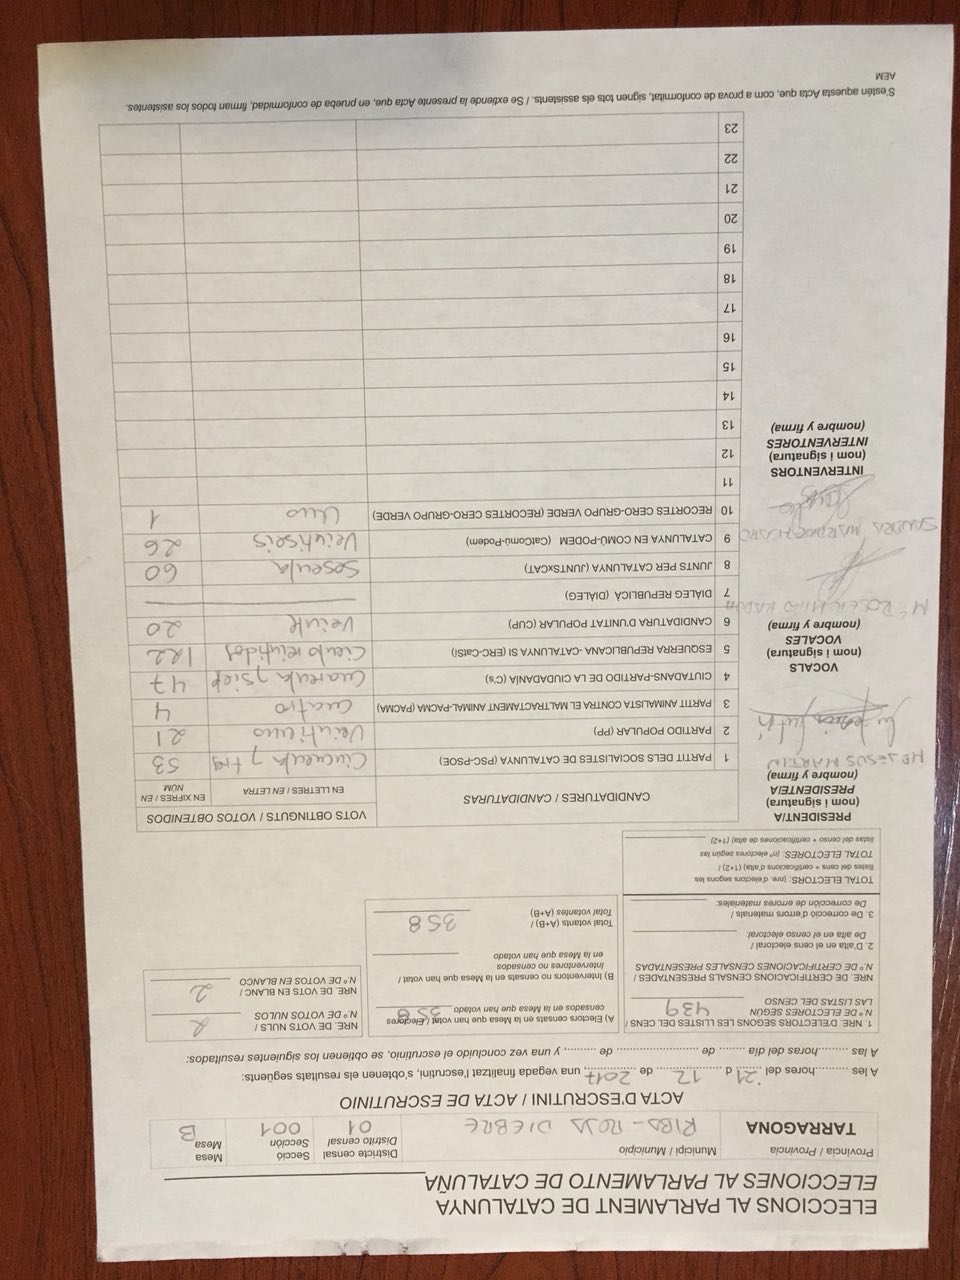 ELECCIONS AL PARLAMENT DE CATALUNYA
ELECCIONES AL PARLAMENTO DE CATALUÑA
Província / Provincia
TARRAGONA
Municipi / Municipio
RIBA-ROJA D'EBRE
Districte censal
Distrito censal
01
Secció
Sección
001
Mesa
Mesa
B
ACTA D'ESCRUTINI / ACTA DE ESCRUTINIO
A les ........hores del 21 d 12 de 2017, una vegada finalitzat l'escrutini, s'obtenen els resultats següents:
A las ........horas del día ....... de ........................ de ........, y una vez concluido el escrutinio, se obtienen los siguientes resultados:
1. NRE. D'ELECTORS SEGONS LES LLISTES DEL CENS /
N.º DE ELECTORES SEGÚN
LAS LISTAS DEL CENSO 439
NRE. DE CERTIFICACIONS CENSALS PRESENTADES /
N.º DE CERTIFICACIONES CENSALES PRESENTADAS
2. D'alta en el cens electoral /
De alta en el censo electoral:
3. De correcció d'errors materials /
De corrección de errores materiales:
TOTAL ELECTORS: (nre. d'electors segons les
llistes del cens + certificacions d'alta) (1+2) /
TOTAL ELECTORES: (nº electores según las
listas del censo + certificaciones de alta) (1+2)
A) Electors censats en la Mesa que han votat / Electores
censados en la Mesa que han votado 358
B) Interventors no censats en la Mesa que han votat /
Interventores no censados
en la Mesa que han votado
Total votants (A+B) /
Total votantes (A+B) 358
NRE. DE VOTS NULS /
N.º DE VOTOS NULOS 2
NRE. DE VOTS EN BLANC /
N.º DE VOTOS EN BLANCO 2
PRESIDENT/A
(nom i signatura)
PRESIDENTE/A
(nombre y firma)
Mª JESUS MARTIN
VOCALS
(nom i signatura)
VOCALES
(nombre y firma)
Mª ROSER
SANDRA
INTERVENTORS
(nom i signatura)
INTERVENTORES
(nombre y firma)
CANDIDATURES / CANDIDATURAS
VOTS OBTINGUTS / VOTOS OBTENIDOS
EN LLETRES / EN LETRA
EN XIFRES / EN NÚM
1 PARTIT DELS SOCIALISTES DE CATALUNYA (PSC-PSOE) Cincuenta y tres 53
2 PARTIDO POPULAR (PP) Veintiuno 21
3 PARTIT ANIMALISTA CONTRA EL MALTRACTAMENT ANIMAL-PACMA (PACMA) cuatro 4
4 CIUTADANS-PARTIDO DE LA CIUDADANÍA (C's) Cuarenta y siete 47
5 ESQUERRA REPUBLICANA -CATALUNYA SÍ (ERC-CatSí) Ciento veintidos 122
6 CANDIDATURA D'UNITAT POPULAR (CUP) Veinte 20
7 DIÀLEG REPUBLICÀ (DIÀLEG)
8 JUNTS PER CATALUNYA (JUNTSxCAT) Sesenta 60
9 CATALUNYA EN COMÚ-PODEM (CatComú-Podem) Veintiseis 26
10 RECORTES CERO-GRUPO VERDE (RECORTES CERO-GRUPO VERDE) Uno 1
11
12
13
14
15
16
17
18
19
20
21
22
23
S'estén aquesta Acta que, com a prova de conformitat, signen tots els assistents. / Se extiende la presente Acta que, en prueba de conformidad, firman todos los asistentes.
AEM